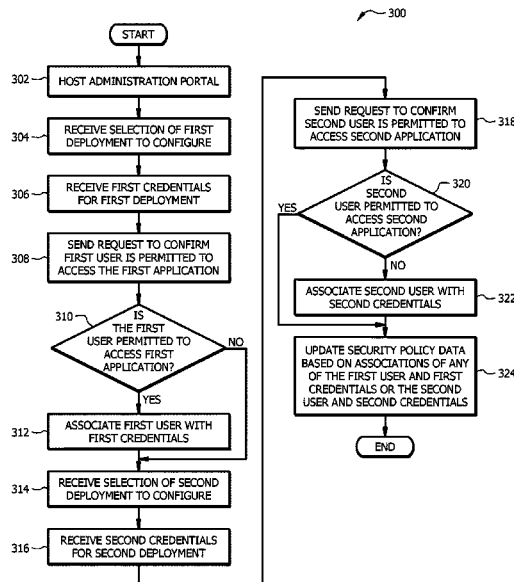 300
START
302
HOST ADMINISTRATION PORTAL
304
RECEIVE SELECTION OF FIRST
DEPLOYMENT TO CONFIGURE
306
RECEIVE FIRST CREDENTIALS
FOR FIRST DEPLOYMENT
308
SEND REQUEST TO CONFIRM
FIRST USER IS PERMITTED TO
ACCESS THE FIRST APPLICATION
310
IS
THE FIRST
USER PERMITTED TO
ACCESS FIRST
APPLICATION?
NO
YES
312
ASSOCIATE FIRST USER WITH
FIRST CREDENTIALS
314
RECEIVE SELECTION OF SECOND
DEPLOYMENT TO CONFIGURE
316
RECEIVE SECOND CREDENTIALS
FOR SECOND DEPLOYMENT
SEND REQUEST TO CONFIRM
SECOND USER IS PERMITTED TO
ACCESS SECOND APPLICATION
318
320
IS
SECOND
USER PERMITTED TO
ACCESS SECOND
APPLICATION?
YES
NO
ASSOCIATE SECOND USER WITH
SECOND CREDENTIALS
322
UPDATE SECURITY POLICY DATA
BASED ON ASSOCIATIONS OF ANY
OF THE FIRST USER AND FIRST
CREDENTIALS OR THE SECOND
USER AND SECOND CREDENTIALS
324
END